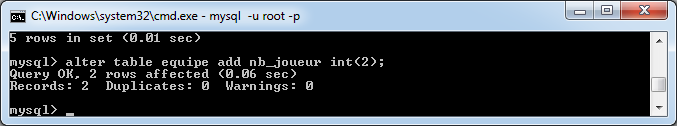 C:\Windows\system32\cmd.exe - mysql  -u root -p
5 rows in set (0.01 sec)
mysql> alter table equipe add nb_joueur int(2);
Query OK, 2 rows affected (0.06 sec)
Records: 2  Duplicates: 0  Warnings: 0
mysql> _